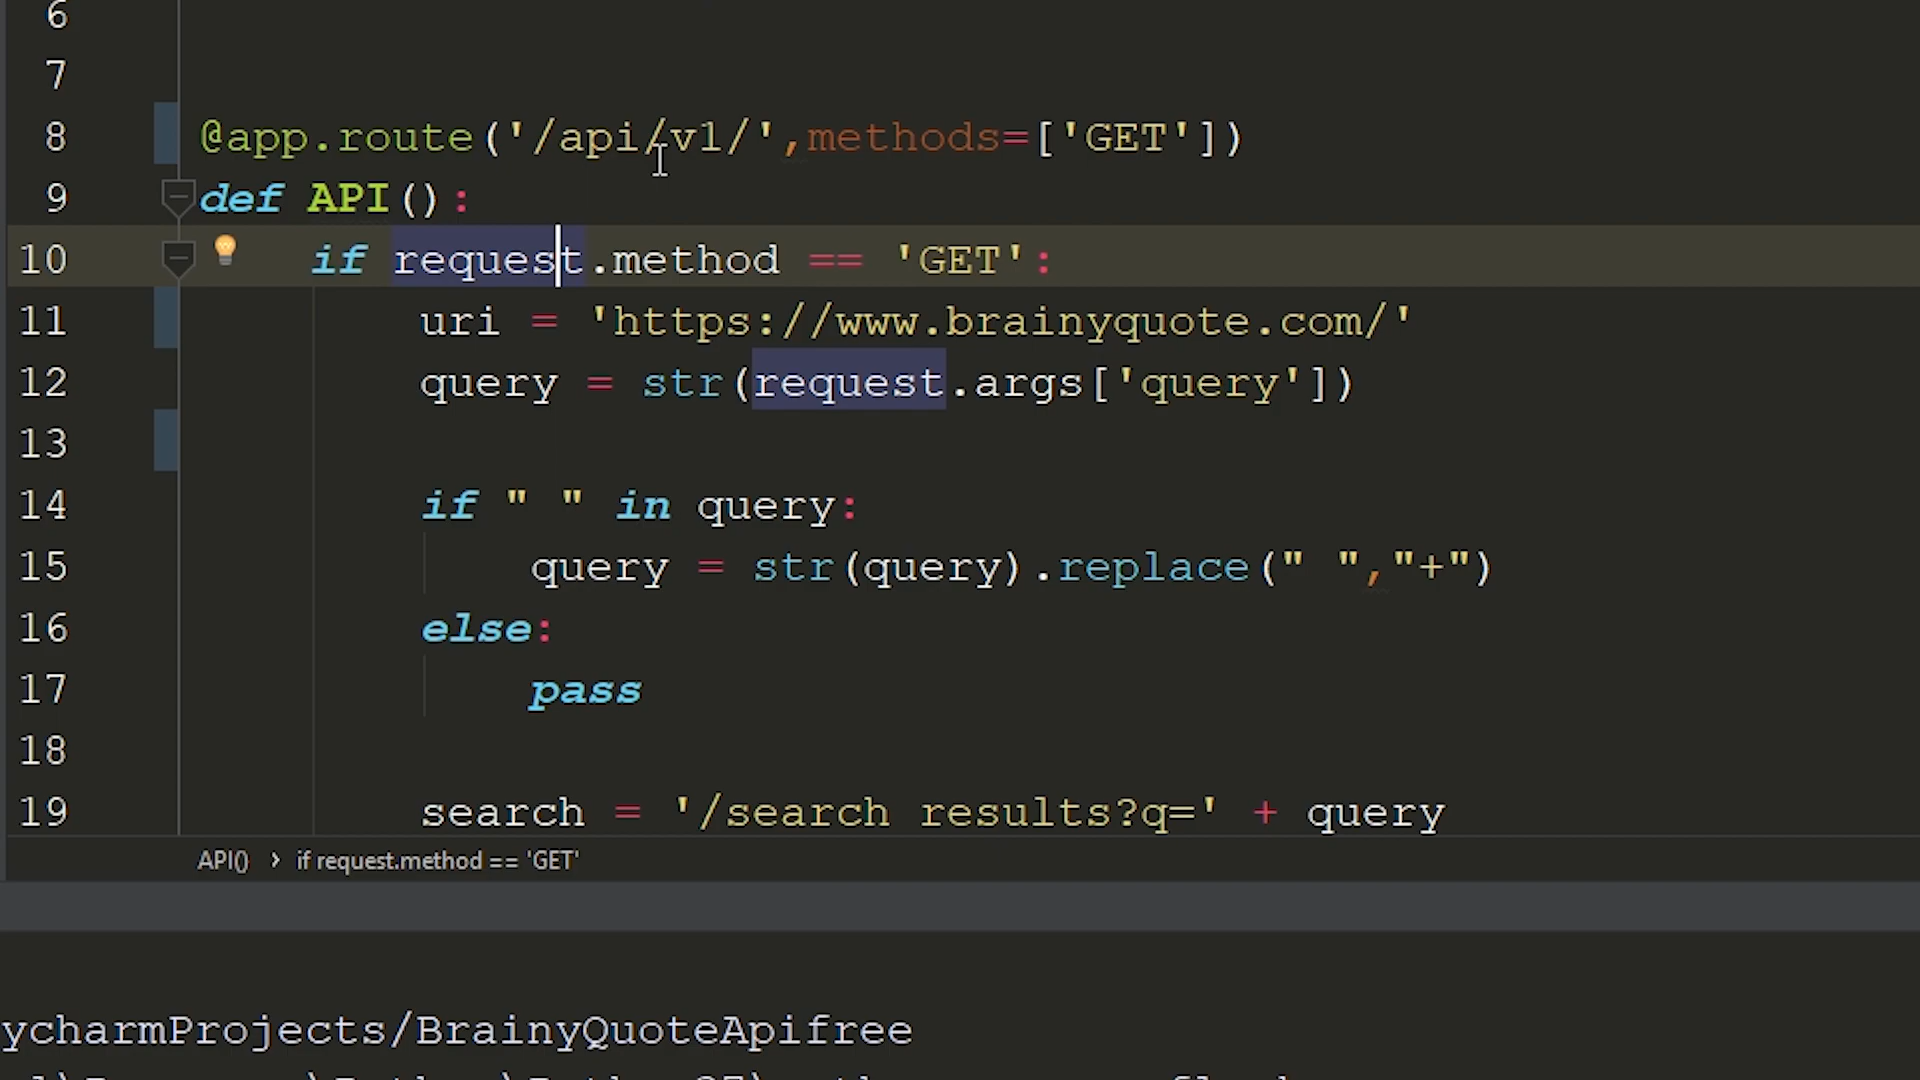 6
7
8 @app.route('/api/v1/',methods=['GET'])
9 def API():
10 if request.method == 'GET':
11 uri = 'https://www.brainyquote.com/'
12 query = str(request.args['query'])
13
14 if " " in query:
15 query = str(query).replace(" ","+")
16 else:
17 pass
18
19 search = '/search results?q=' + query
API() › if request.method == 'GET'
ycharmProjects/BrainyQuoteApifree